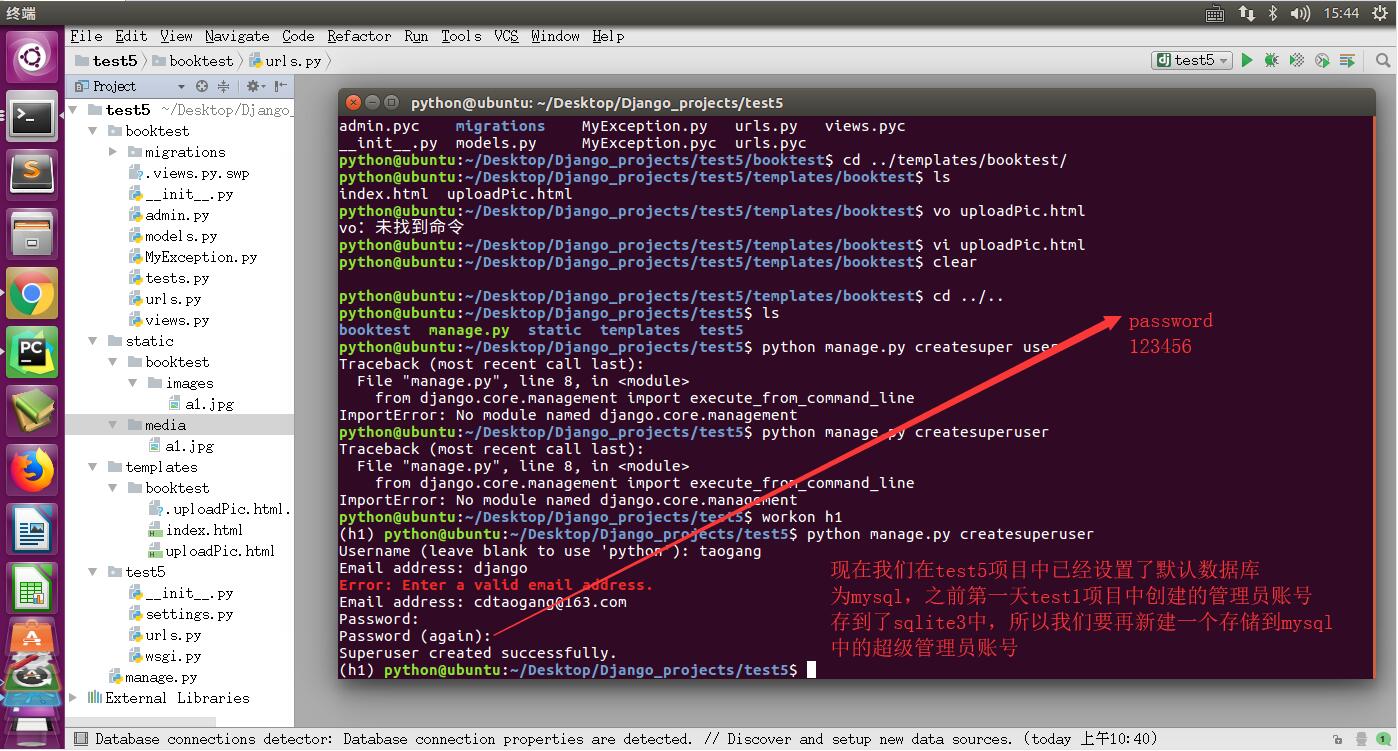 终端
15:44
File Edit View Navigate Code Refactor Run Tools VCS Window Help
test5 booktest urls.py
test5
Project
test5 ~/Desktop/Django_
booktest
migrations
.views.py.swp
__init__.py
admin.py
models.py
MyException.py
tests.py
urls.py
views.py
static
booktest
images
a1.jpg
media
a1.jpg
templates
booktest
.uploadPic.html.
index.html
uploadPic.html
test5
__init__.py
settings.py
urls.py
wsgi.py
manage.py
External Libraries
python@ubuntu: ~/Desktop/Django_projects/test5
admin.pyc migrations MyException.py urls.py views.pyc
__init__.py models.py MyException.pyc urls.pyc
python@ubuntu:~/Desktop/Django_projects/test5/booktest$ cd ../templates/booktest/
python@ubuntu:~/Desktop/Django_projects/test5/templates/booktest$ ls
index.html uploadPic.html
python@ubuntu:~/Desktop/Django_projects/test5/templates/booktest$ vo uploadPic.html
vo：未找到命令
python@ubuntu:~/Desktop/Django_projects/test5/templates/booktest$ vi uploadPic.html
python@ubuntu:~/Desktop/Django_projects/test5/templates/booktest$ clear
python@ubuntu:~/Desktop/Django_projects/test5/templates/booktest$ cd ../..
python@ubuntu:~/Desktop/Django_projects/test5$ ls
booktest manage.py static templates test5
python@ubuntu:~/Desktop/Django_projects/test5$ python manage.py createsuper user
Traceback (most recent call last):
File "manage.py", line 8, in <module>
from django.core.management import execute_from_command_line
ImportError: No module named django.core.management
python@ubuntu:~/Desktop/Django_projects/test5$ python manage.py createsuperuser
Traceback (most recent call last):
File "manage.py", line 8, in <module>
from django.core.management import execute_from_command_line
ImportError: No module named django.core.management
python@ubuntu:~/Desktop/Django_projects/test5$ workon h1
(h1) python@ubuntu:~/Desktop/Django_projects/test5$ python manage.py createsuperuser
Username (leave blank to use 'python'): taogang
Email address: django
Error: Enter a valid email address.
Email address: cdtaogang@163.com
Password:
Password (again):
Superuser created successfully.
(h1) python@ubuntu:~/Desktop/Django_projects/test5$
password
123456
现在我们在test5项目中已经设置了默认数据库
为mysql，之前第一天test1项目中创建的管理员账号
存到了sqlite3中，所以我们要再新建一个存储到mysql
中的超级管理员账号
Database connections detector: Database connection properties are detected. // Discover and setup new data sources. (today 上午10:40)
1